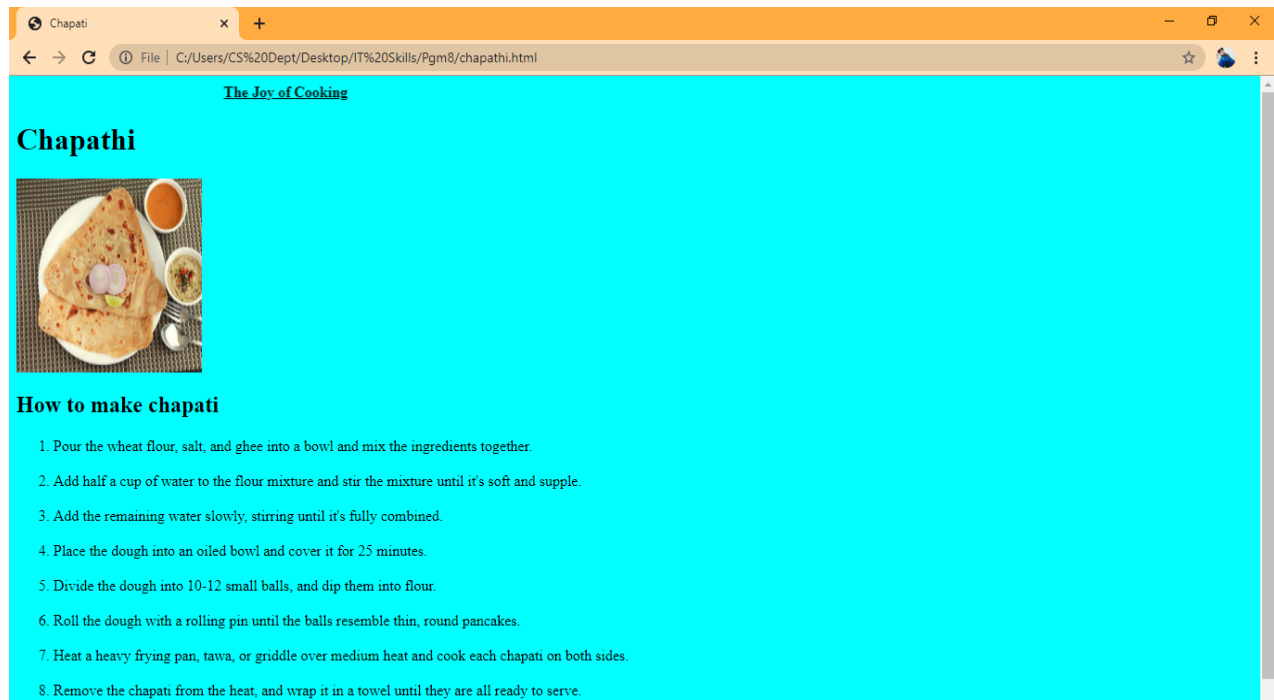 Chapati
File | C:/Users/CS%20Dept/Desktop/IT%20Skills/Pgm8/chapathi.html
The Joy of Cooking
Chapathi
How to make chapati
1. Pour the wheat flour, salt, and ghee into a bowl and mix the ingredients together.
2. Add half a cup of water to the flour mixture and stir the mixture until it's soft and supple.
3. Add the remaining water slowly, stirring until it's fully combined.
4. Place the dough into an oiled bowl and cover it for 25 minutes.
5. Divide the dough into 10-12 small balls, and dip them into flour.
6. Roll the dough with a rolling pin until the balls resemble thin, round pancakes.
7. Heat a heavy frying pan, tawa, or griddle over medium heat and cook each chapati on both sides.
8. Remove the chapati from the heat, and wrap it in a towel until they are all ready to serve.